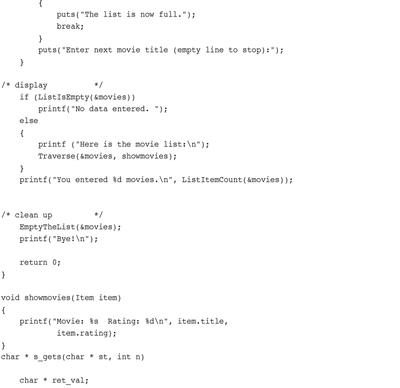 {
            puts("The list is now full.");
            break;
        }
        puts("Enter next movie title (empty line to stop):");
    }
/* display           */
    if (ListIsEmpty(&movies))
        printf("No data entered. ");
    else
    {
        printf ("Here is the movie list:\n");
        Traverse(&movies, showmovies);
    }
    printf("You entered %d movies.\n", ListItemCount(&movies));
/* clean up          */
    EmptyTheList(&movies);
    printf("Bye!\n");
    return 0;
}
void showmovies(Item item)
{
    printf("Movie: %s  Rating: %d\n", item.title,
            item.rating);
}
char * s_gets(char * st, int n)
    char * ret_val;